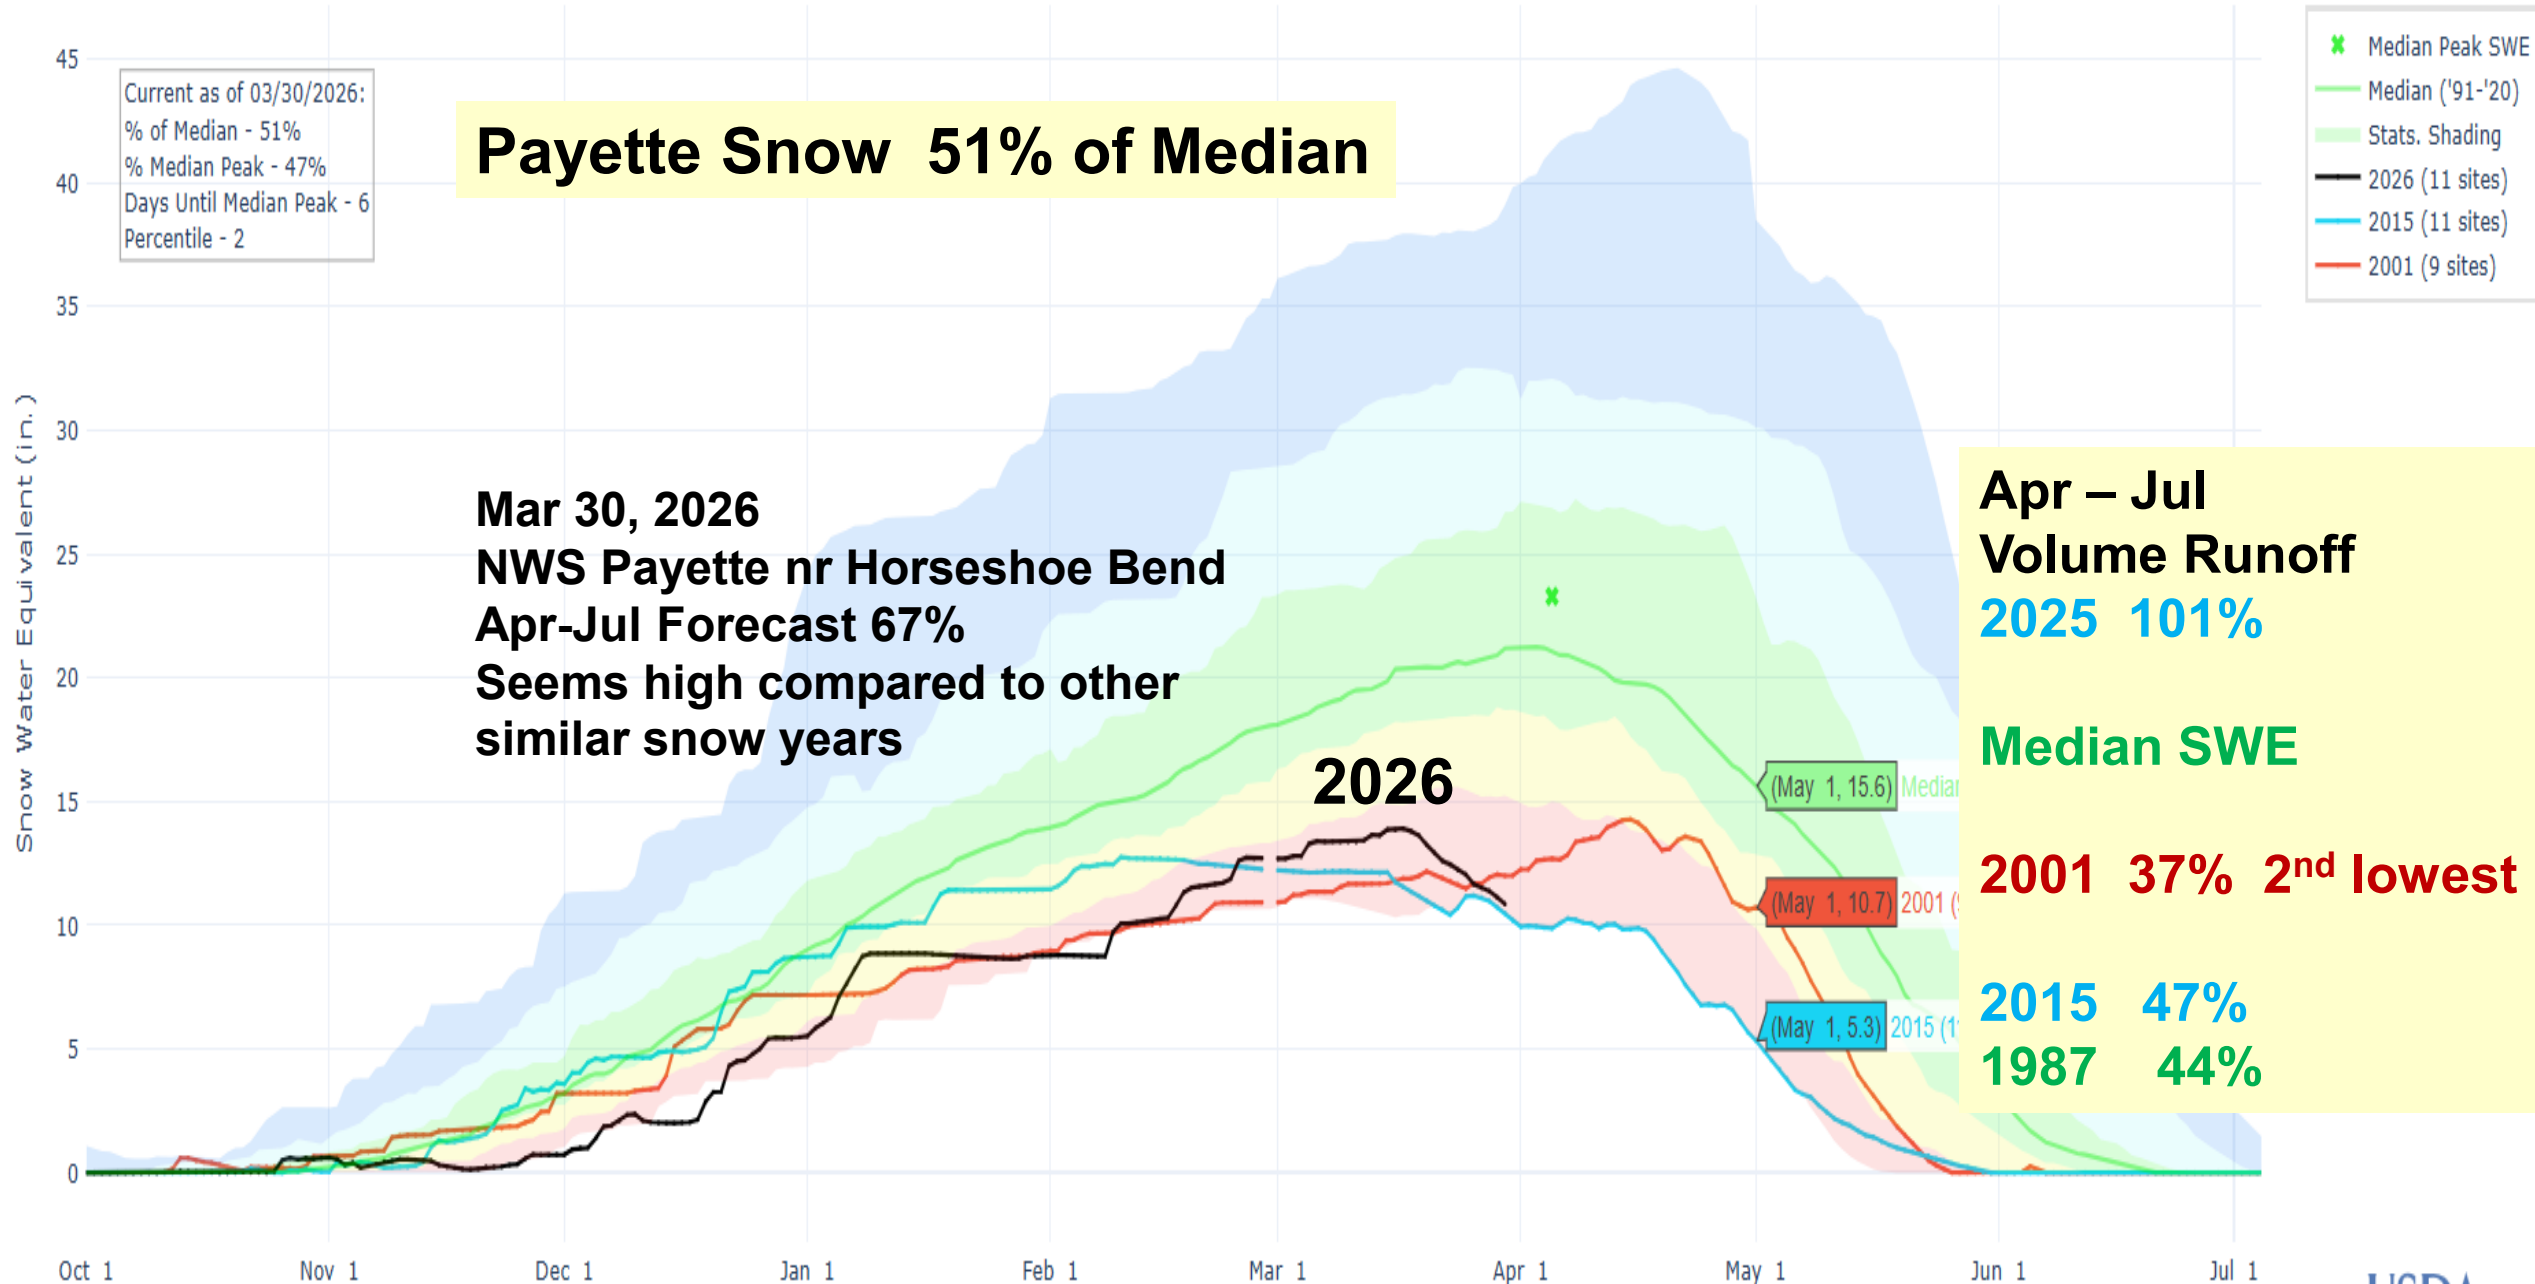 45
40
35
30
25
20
15
10
5
0
Snow Water Equivalent (in.)
Current as of 03/30/2026:
% of Median - 51%
% Median Peak - 47%
Days Until Median Peak - 6
Percentile - 2
Payette Snow 51% of Median
Median Peak SWE
Median ('91-'20)
Stats. Shading
2026 (11 sites)
2015 (11 sites)
2001 (9 sites)
Mar 30, 2026
NWS Payette nr Horseshoe Bend
Apr-Jul Forecast 67%
Seems high compared to other
similar snow years
2026
(May 1, 15.6) Median
(May 1, 10.7) 2001 (9
(May 1, 5.3) 2015 (1
Apr – Jul
Volume Runoff
2025 101%
Median SWE
2001 37% 2nd lowest
2015 47%
1987 44%
Oct 1 Nov 1 Dec 1 Jan 1 Feb 1 Mar 1 Apr 1 May 1 Jun 1 Jul 1
USDA